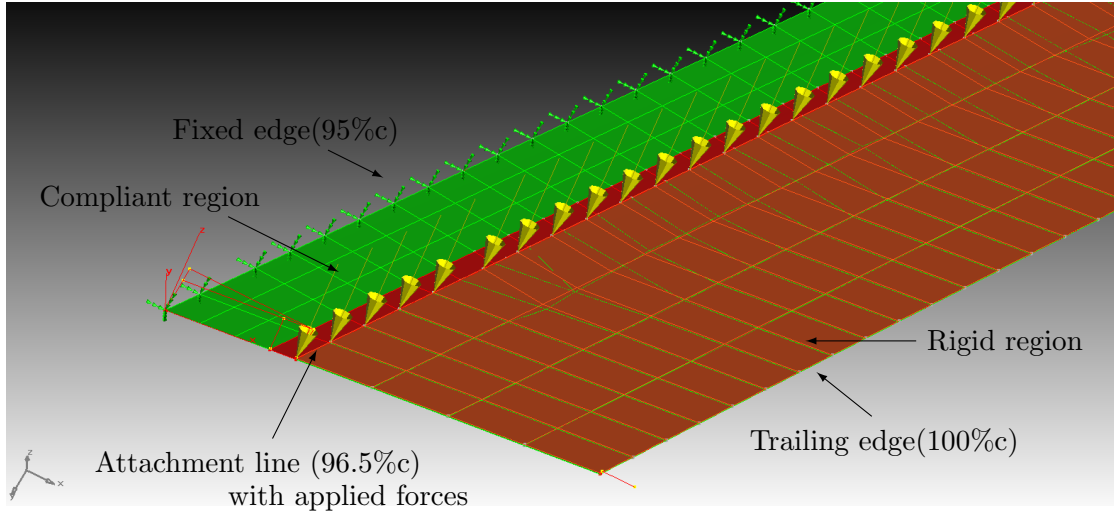 Fixed edge(95%c)
Compliant region
z
y
x
Rigid region
Trailing edge(100%c)
Attachment line (96.5%c)
with applied forces
z
x
y